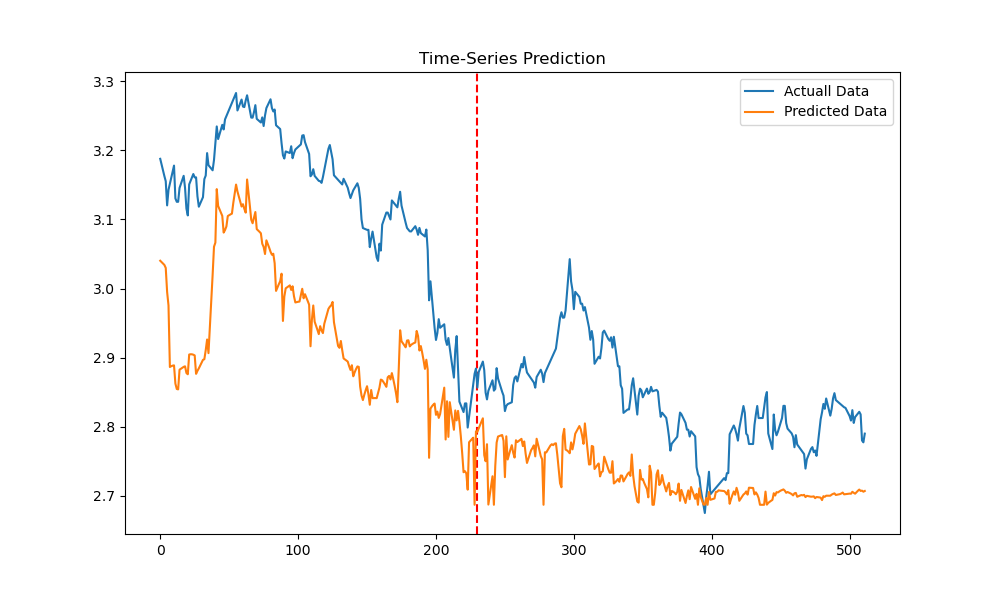 Time-Series Prediction
Actuall Data
Predicted Data
3.3
3.2
3.1
3.0
2.9
2.8
2.7
0 100 200 300 400 500